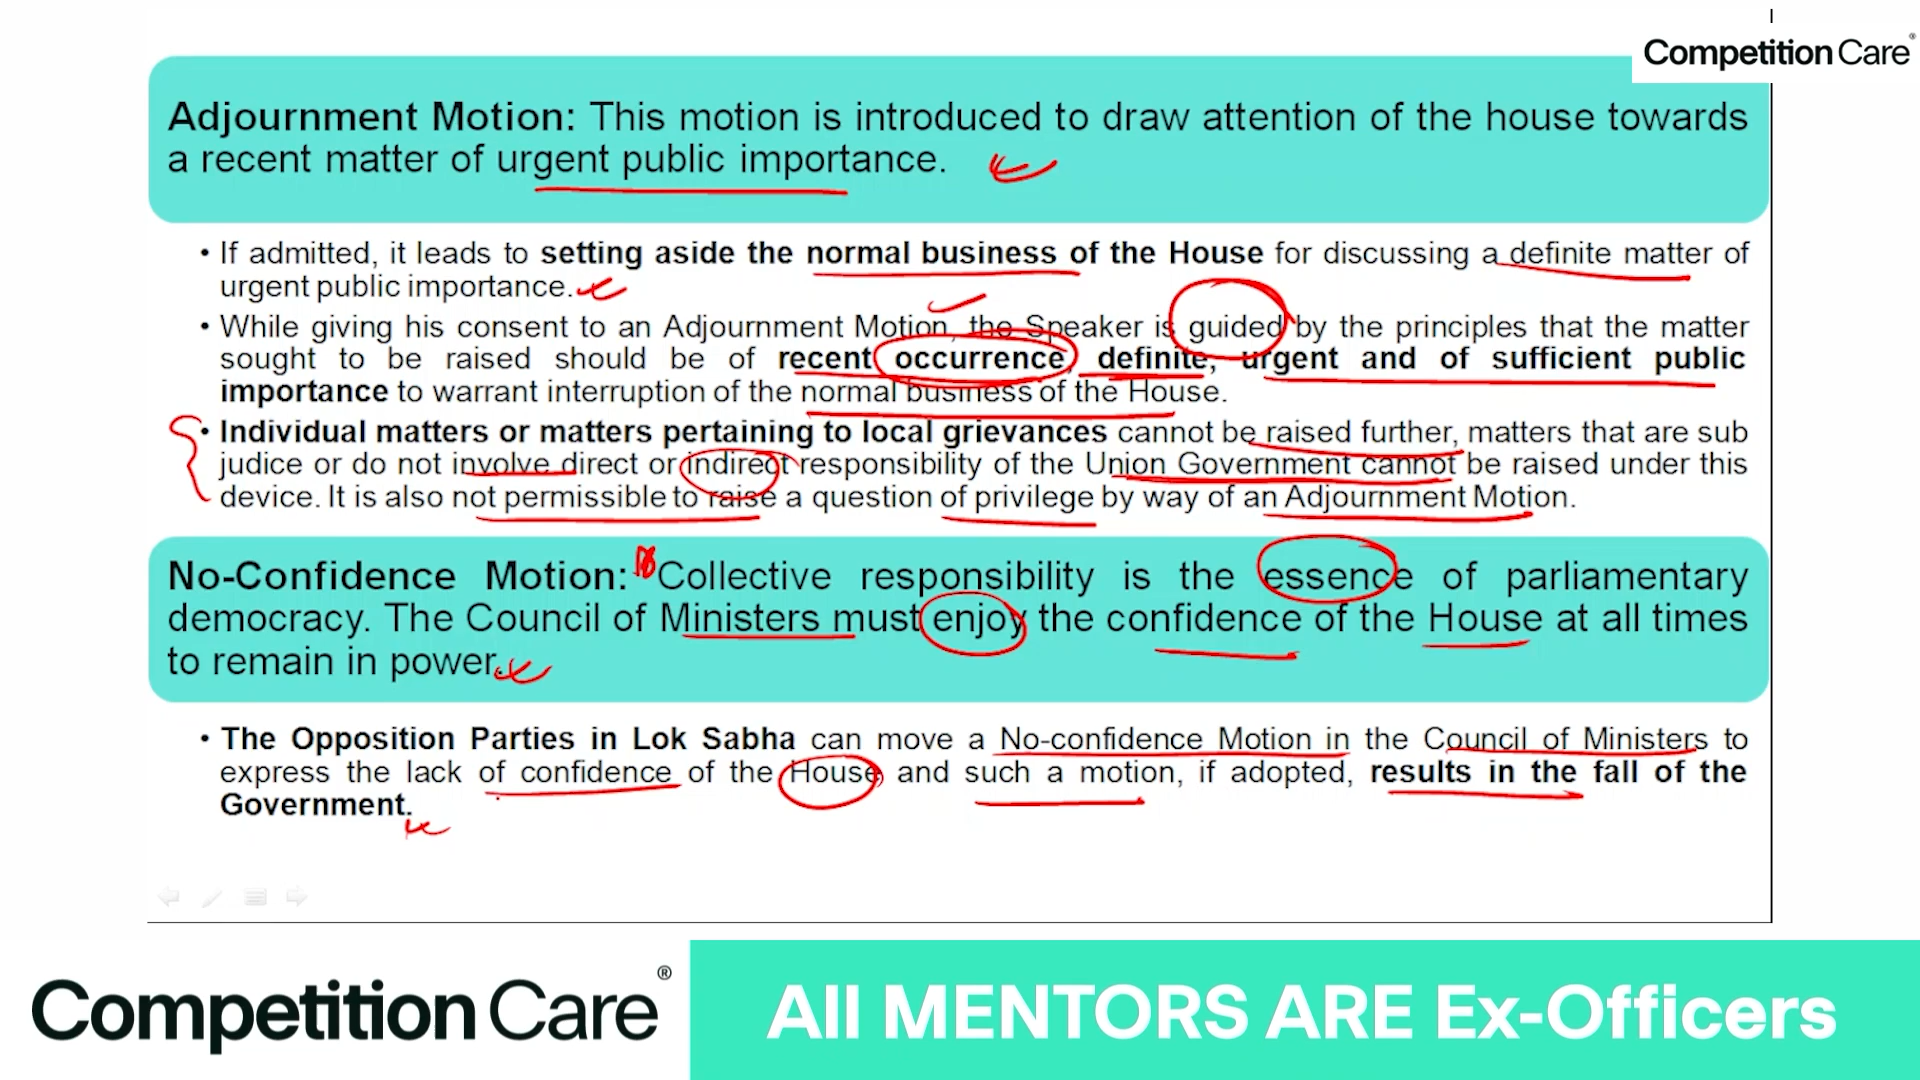 Competition Care®
Adjournment Motion: This motion is introduced to draw attention of the house towards
a recent matter of urgent public importance.
• If admitted, it leads to setting aside the normal business of the House for discussing a definite matter of
urgent public importance.
• While giving his consent to an Adjournment Motion, the Speaker is guided by the principles that the matter
sought to be raised should be of recent occurrence, definite, urgent and of sufficient public
importance to warrant interruption of the normal business of the House.
• Individual matters or matters pertaining to local grievances cannot be raised further, matters that are sub
judice or do not involve direct or indirect responsibility of the Union Government cannot be raised under this
device. It is also not permissible to raise a question of privilege by way of an Adjournment Motion.
No-Confidence Motion: Collective responsibility is the essence of parliamentary
democracy. The Council of Ministers must enjoy the confidence of the House at all times
to remain in power.
• The Opposition Parties in Lok Sabha can move a No-confidence Motion in the Council of Ministers to
express the lack of confidence of the House, and such a motion, if adopted, results in the fall of the
Government.
Competition Care®
All MENTORS ARE Ex-Officers